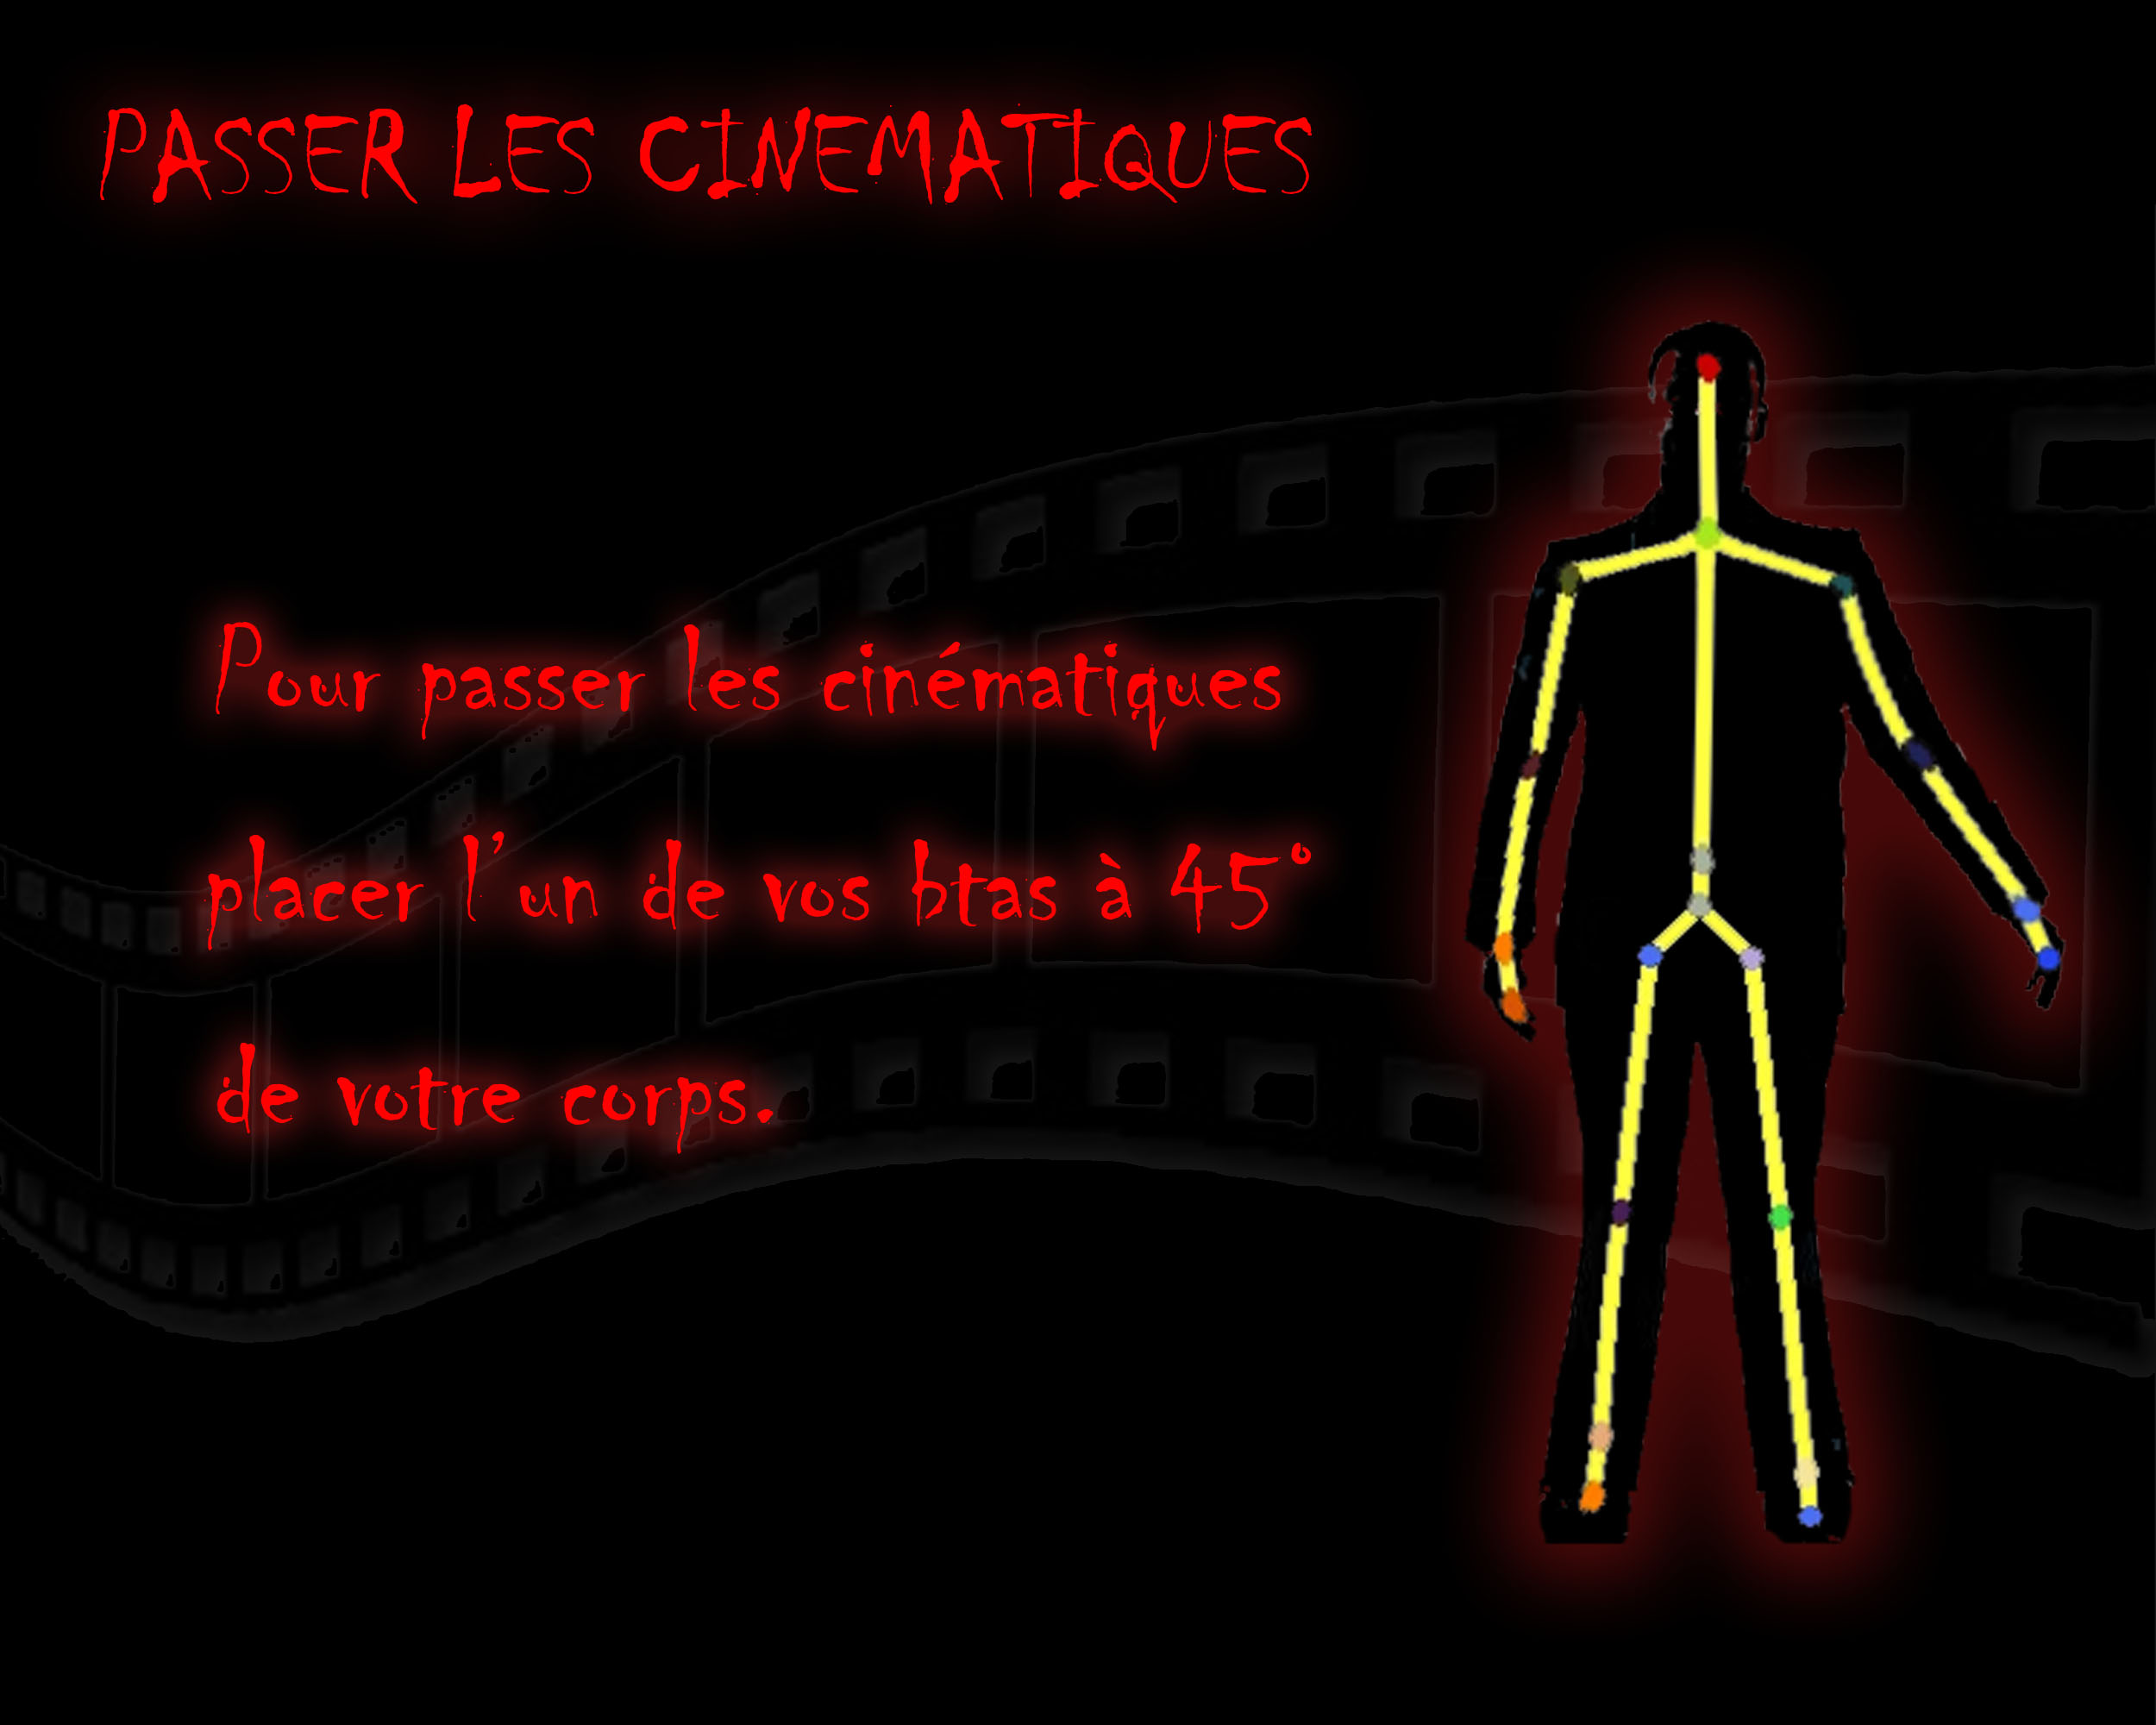 PASSER LES CINEMATIQUES
Pour passer les cinématiques
placer l'un de vos btas à 45°
de votre corps.